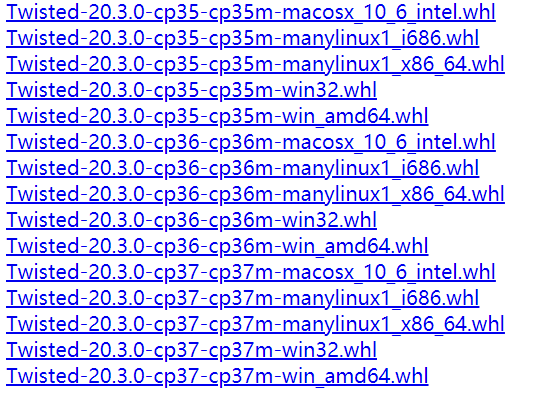 Twisted-20.3.0-cp35-cp35m-macosx_10_6_intel.whl
Twisted-20.3.0-cp35-cp35m-manylinux1_i686.whl
Twisted-20.3.0-cp35-cp35m-manylinux1_x86_64.whl
Twisted-20.3.0-cp35-cp35m-win32.whl
Twisted-20.3.0-cp35-cp35m-win_amd64.whl
Twisted-20.3.0-cp36-cp36m-macosx_10_6_intel.whl
Twisted-20.3.0-cp36-cp36m-manylinux1_i686.whl
Twisted-20.3.0-cp36-cp36m-manylinux1_x86_64.whl
Twisted-20.3.0-cp36-cp36m-win32.whl
Twisted-20.3.0-cp36-cp36m-win_amd64.whl
Twisted-20.3.0-cp37-cp37m-macosx_10_6_intel.whl
Twisted-20.3.0-cp37-cp37m-manylinux1_i686.whl
Twisted-20.3.0-cp37-cp37m-manylinux1_x86_64.whl
Twisted-20.3.0-cp37-cp37m-win32.whl
Twisted-20.3.0-cp37-cp37m-win_amd64.whl